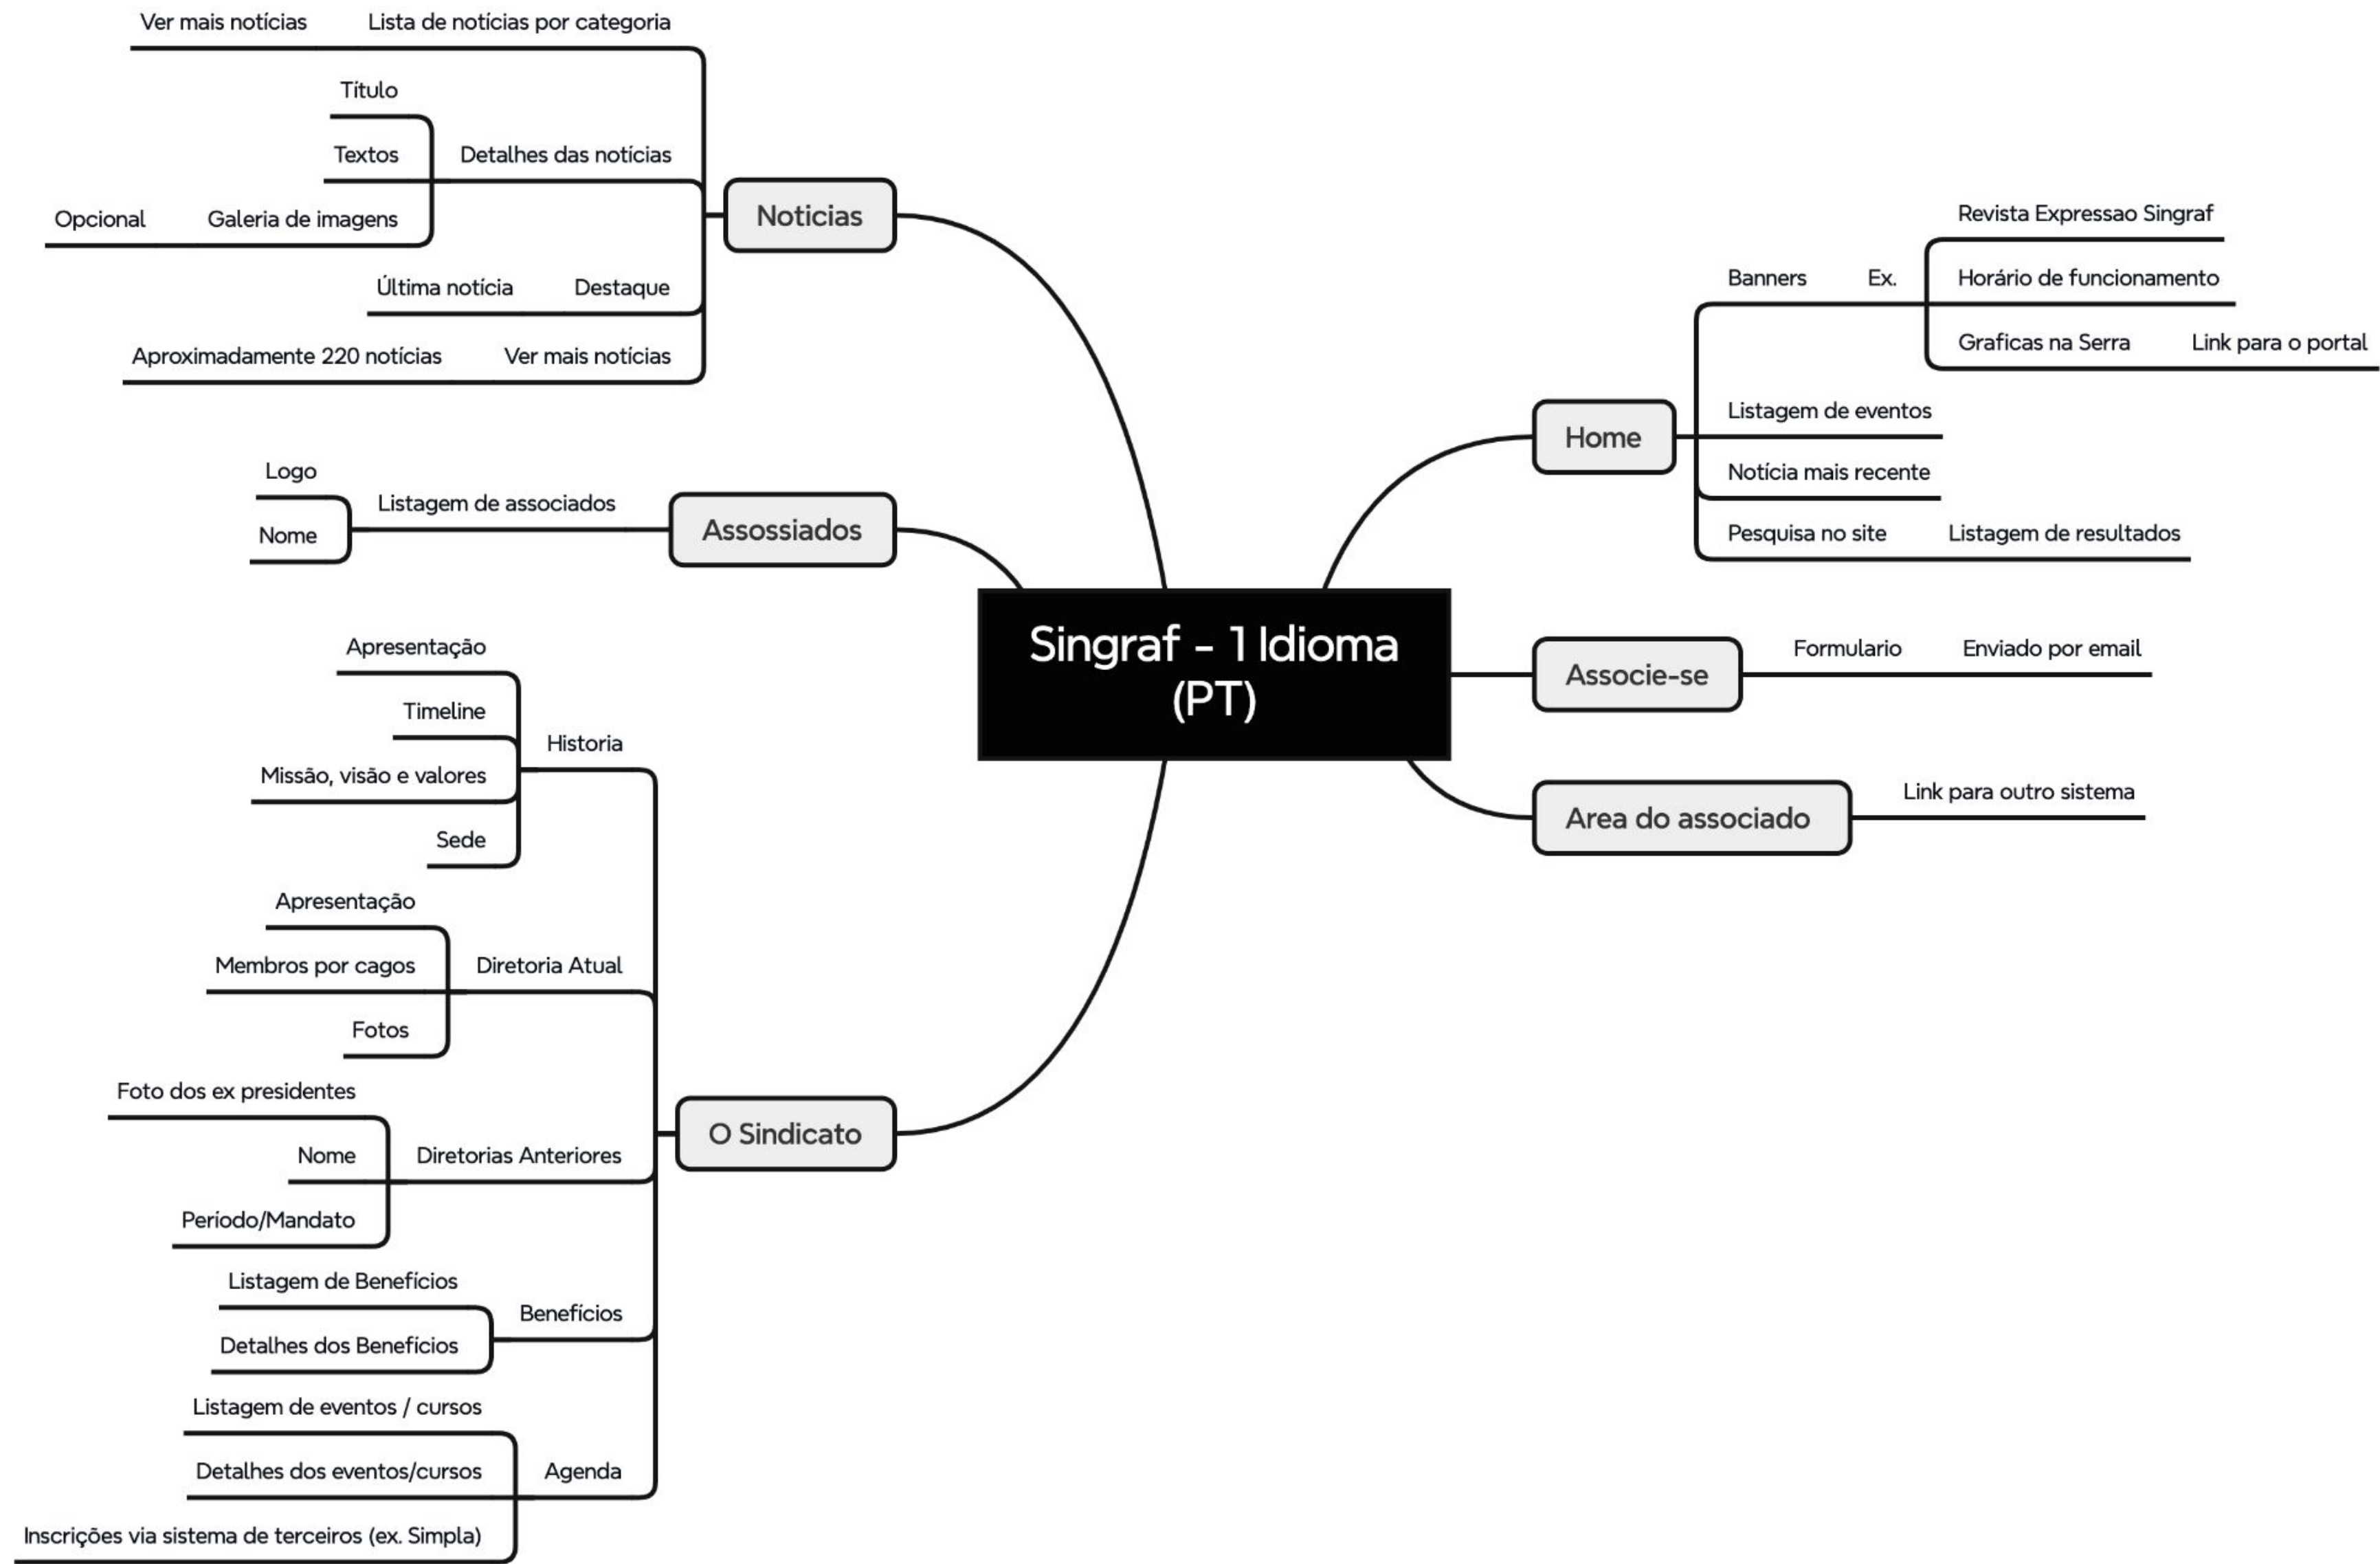 Singraf - 1 Idioma
(PT)
Home
Banners
Ex.
Revista Expressao Singraf
Horário de funcionamento
Graficas na Serra
Link para o portal
Listagem de eventos
Notícia mais recente
Pesquisa no site
Listagem de resultados
Associe-se
Formulario
Enviado por email
Area do associado
Link para outro sistema
Noticias
Lista de notícias por categoria
Ver mais notícias
Detalhes das notícias
Título
Textos
Galeria de imagens
Opcional
Destaque
Última notícia
Ver mais notícias
Aproximadamente 220 notícias
Assossiados
Listagem de associados
Logo
Nome
O Sindicato
Historia
Apresentação
Timeline
Missão, visão e valores
Sede
Diretoria Atual
Apresentação
Membros por cagos
Fotos
Diretorias Anteriores
Foto dos ex presidentes
Nome
Período/Mandato
Benefícios
Listagem de Benefícios
Detalhes dos Benefícios
Agenda
Listagem de eventos / cursos
Detalhes dos eventos/cursos
Inscrições via sistema de terceiros (ex. Simpla)